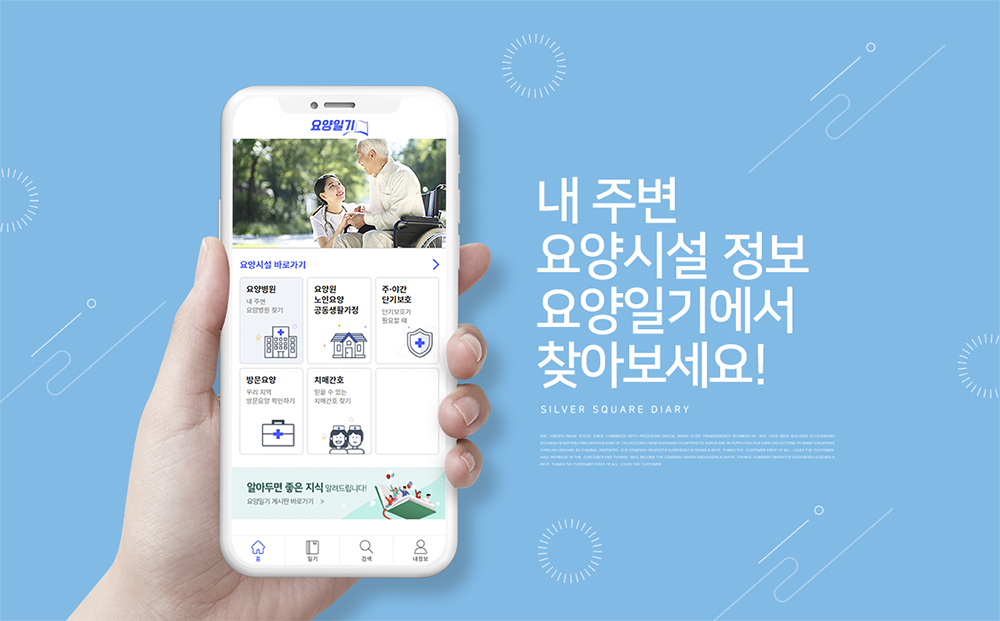 요양일기
요양시설 바로가기
요양병원
내 주변
요양병원 찾기
요양원
노인요양
공동생활가정
주·야간
단기보호
단기보호가
필요할 때
방문요양
우리 지역
방문요양 확인하기
치매간호
믿을 수 있는
치매간호 찾기
알아두면 좋은 지식 알려드립니다!
요양일기 게시판 바로가기 >
홈
일기
검색
내정보
내 주변
요양시설 정보
요양일기에서
찾아보세요!
SILVER SQUARE DIARY